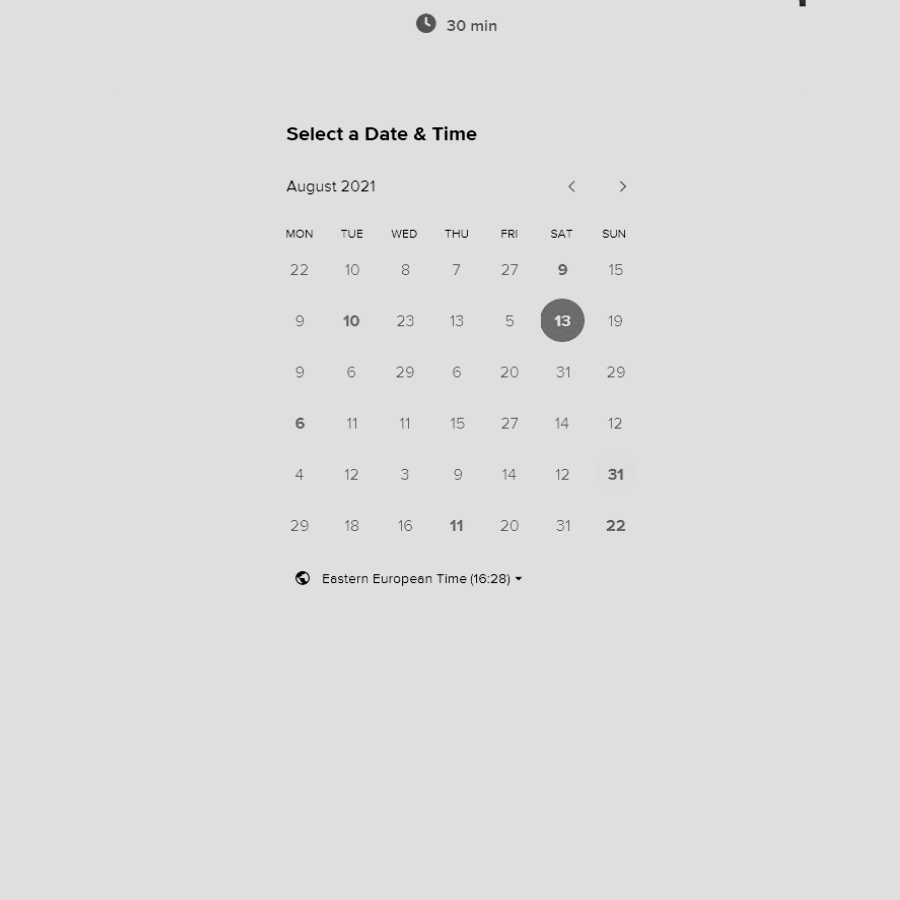 30 min
Select a Date & Time
August 2021
MON TUE WED THU FRI SAT SUN
22 10 8 7 27 9 15
9 10 23 13 5 13 19
9 6 29 6 20 31 29
6 11 11 15 27 14 12
4 12 3 9 14 12 31
29 18 16 11 20 31 22
Eastern European Time (16:28)